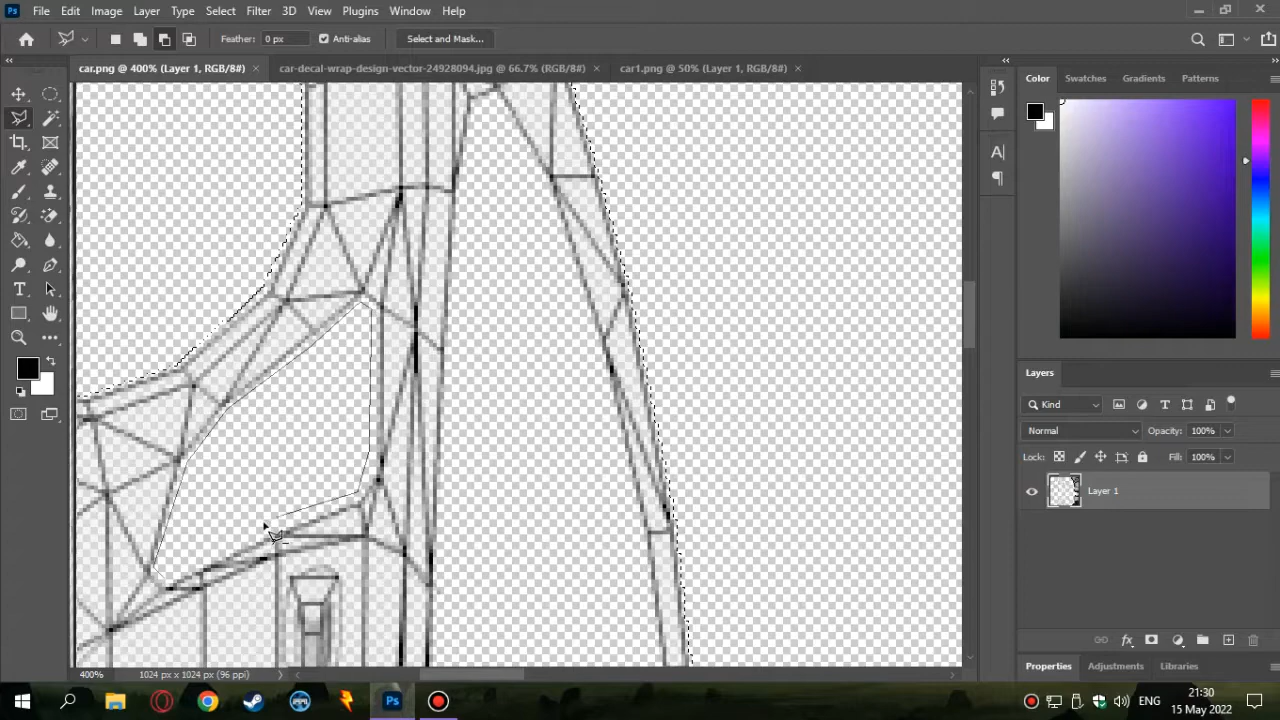 Ps File Edit Image Layer Type Select Filter 3D View Plugins Window Help
Feather: 0 px Anti-alias Select and Mask...
car.png @ 400% (Layer 1, RGB/8#) × car-decal-wrap-design-vector-24928094.jpg @ 66.7% (RGB/8#) × car1.png @ 50% (Layer 1, RGB/8#) ×
Color Swatches Gradients Patterns
Layers
Kind
Normal Opacity: 100%
Lock: Fill: 100%
Layer 1
400% 1024 px x 1024 px (96 ppi)
Properties Adjustments Libraries
Ps ENG 21:30
15 May 2022